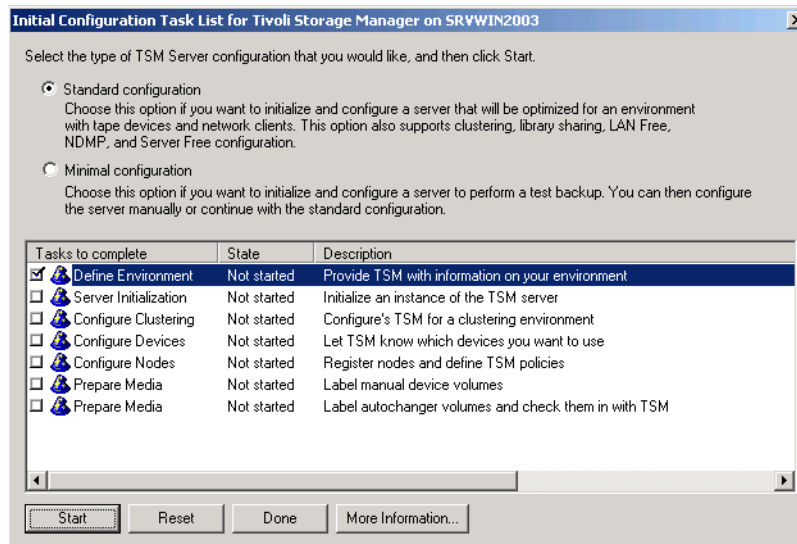 Initial Configuration Task List for Tivoli Storage Manager on SRVWIN2003
Select the type of TSM Server configuration that you would like, and then click Start.
Standard configuration
Choose this option if you want to initialize and configure a server that will be optimized for an environment
with tape devices and network clients. This option also supports clustering, library sharing, LAN Free,
NDMP, and Server Free configuration.
Minimal configuration
Choose this option if you want to initialize and configure a server to perform a test backup. You can then configure
the server manually or continue with the standard configuration.
Tasks to complete State Description
Define Environment Not started Provide TSM with information on your environment
Server Initialization Not started Initialize an instance of the TSM server
Configure Clustering Not started Configure's TSM for a clustering environment
Configure Devices Not started Let TSM know which devices you want to use
Configure Nodes Not started Register nodes and define TSM policies
Prepare Media Not started Label manual device volumes
Prepare Media Not started Label autochanger volumes and check them in with TSM
Start Reset Done More Information...